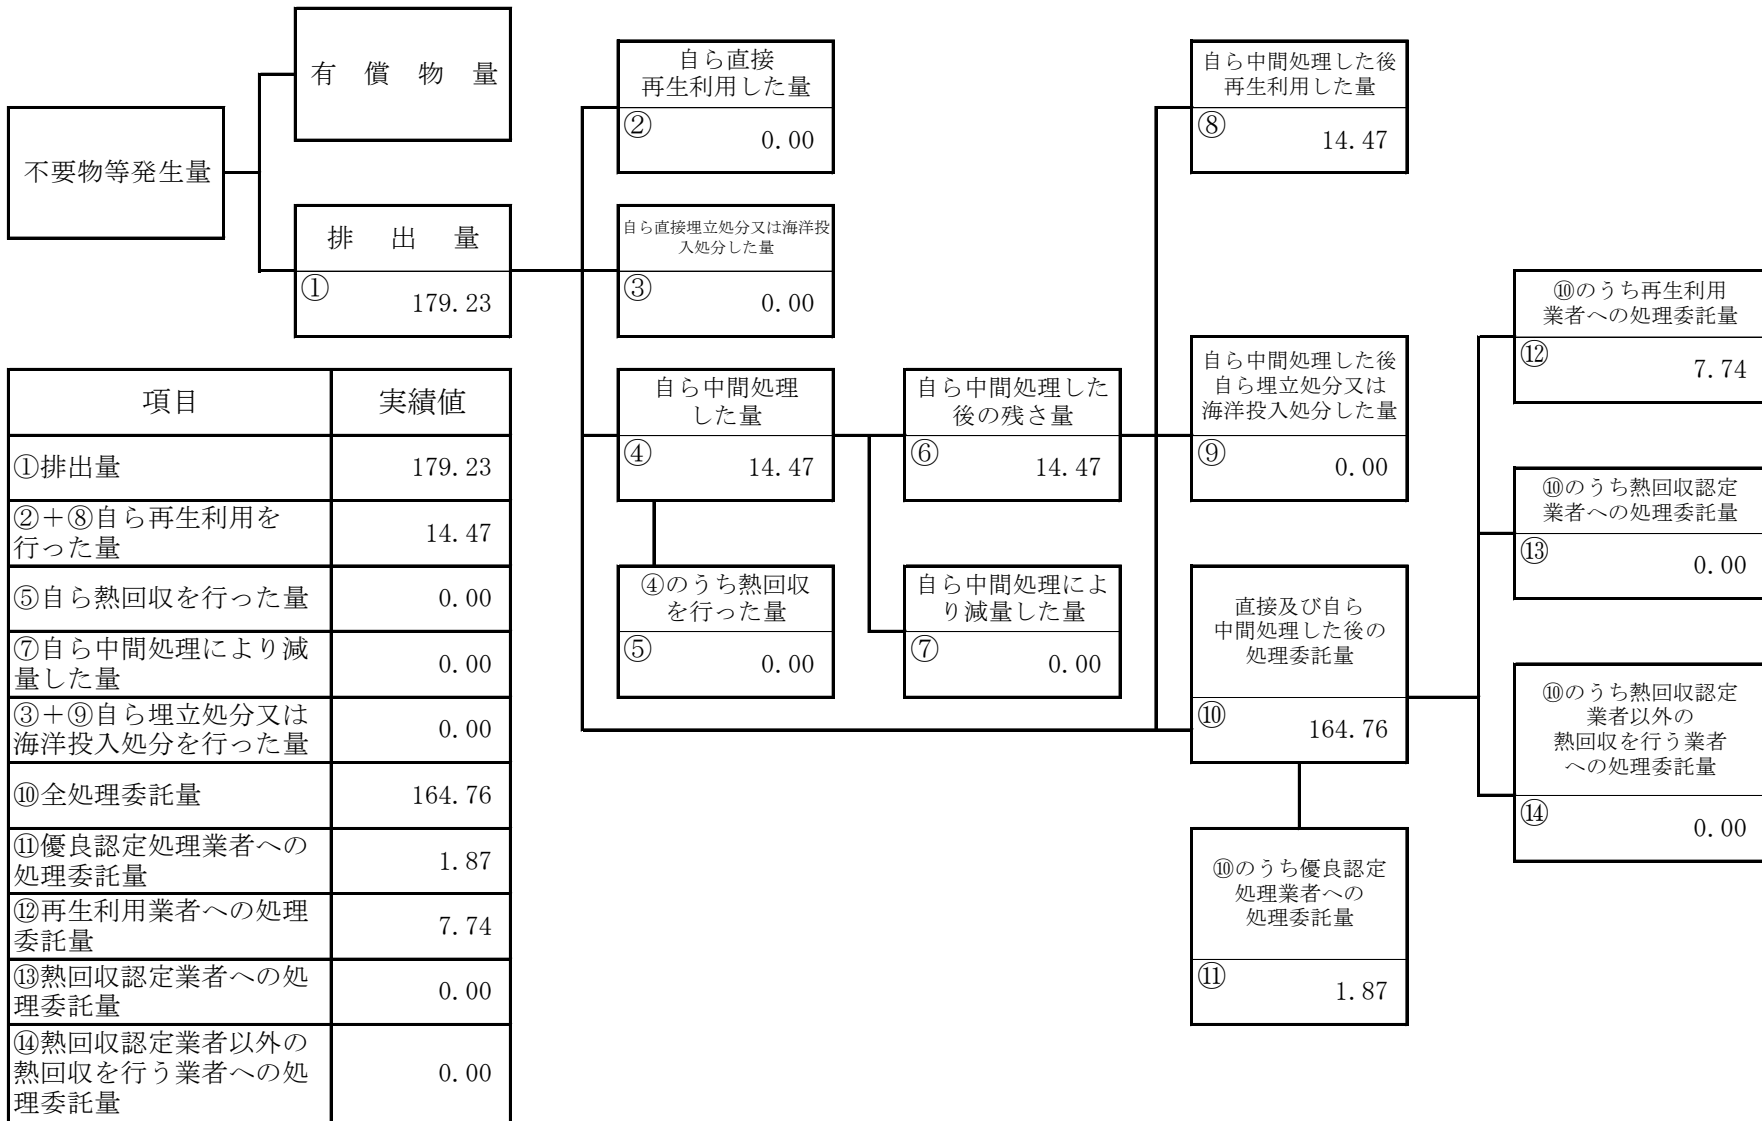 有償物量
不要物等発生量
排出量
①
179.23
自ら直接
再生利用した量
②
0.00
自ら直接埋立処分又は海洋投
入処分した量
③
0.00
自ら中間処理
した量
④
14.47
④のうち熱回収
を行った量
⑤
0.00
自ら中間処理した
後の残さ量
⑥
14.47
自ら中間処理によ
り減量した量
⑦
0.00
自ら中間処理した後
再生利用した量
⑧
14.47
自ら中間処理した後
自ら埋立処分又は
海洋投入処分した量
⑨
0.00
直接及び自ら
中間処理した後の
処理委託量
⑩
164.76
⑩のうち優良認定
処理業者への
処理委託量
⑪
1.87
⑩のうち再生利用
業者への処理委託量
⑫
7.74
⑩のうち熱回収認定
業者への処理委託量
⑬
0.00
⑩のうち熱回収認定
業者以外の
熱回収を行う業者
への処理委託量
⑭
0.00
項目 実績値
①排出量 179.23
②＋⑧自ら再生利用を
行った量 14.47
⑤自ら熱回収を行った量 0.00
⑦自ら中間処理により減
量した量 0.00
③＋⑨自ら埋立処分又は
海洋投入処分を行った量 0.00
⑩全処理委託量 164.76
⑪優良認定処理業者への
処理委託量 1.87
⑫再生利用業者への処理
委託量 7.74
⑬熱回収認定業者への処
理委託量 0.00
⑭熱回収認定業者以外の
熱回収を行う業者への処 0.00
理委託量